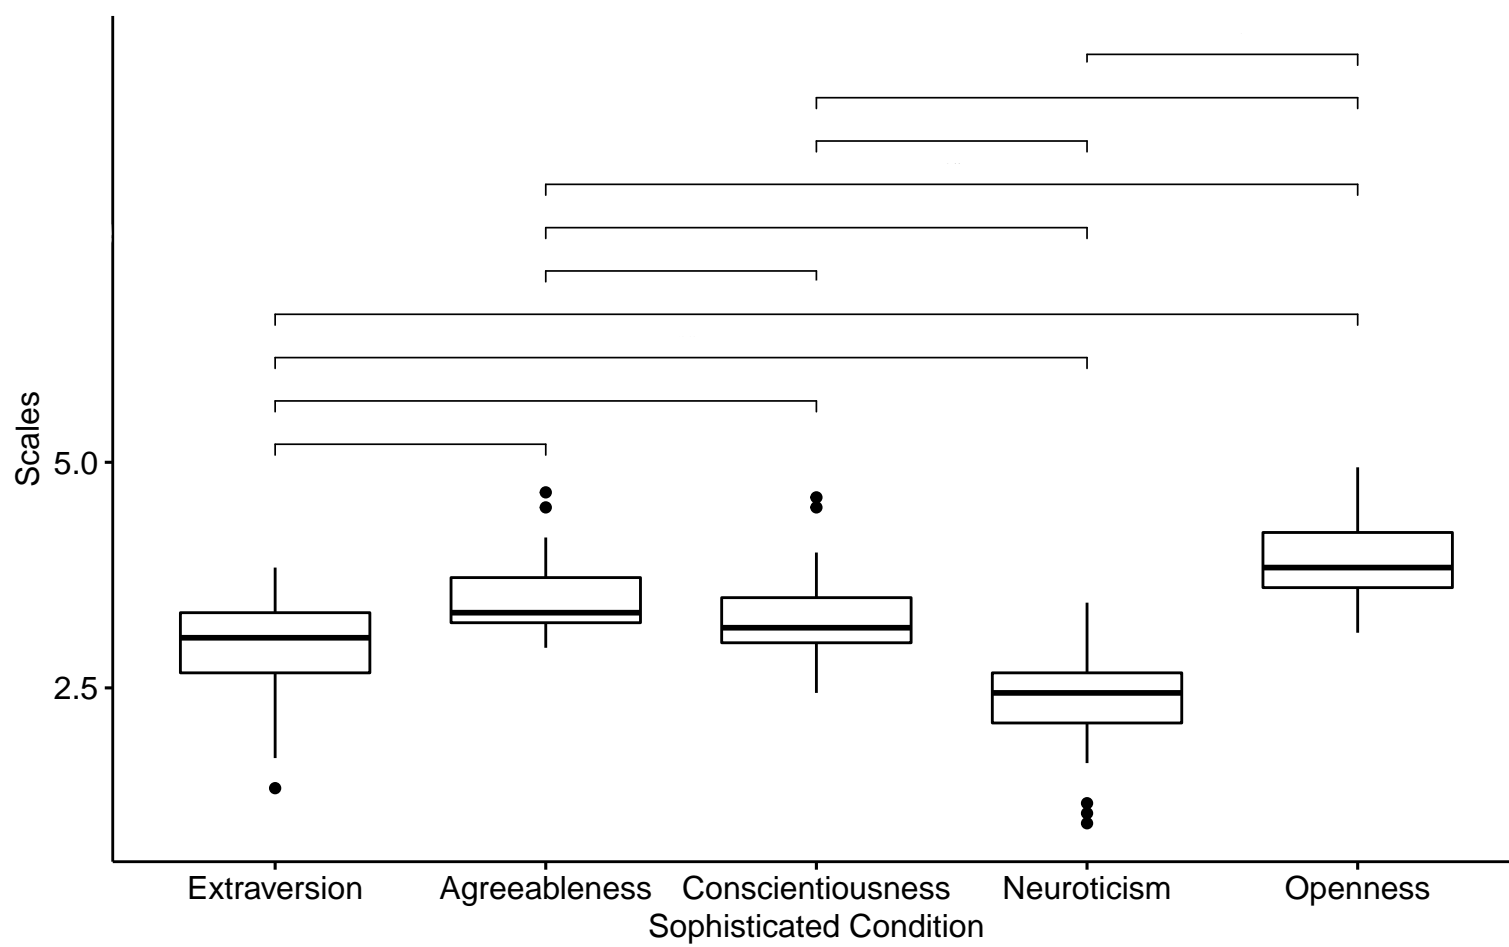 Scales
5.0
2.5
Extraversion Agreeableness Conscientiousness Neuroticism Openness
Sophisticated Condition